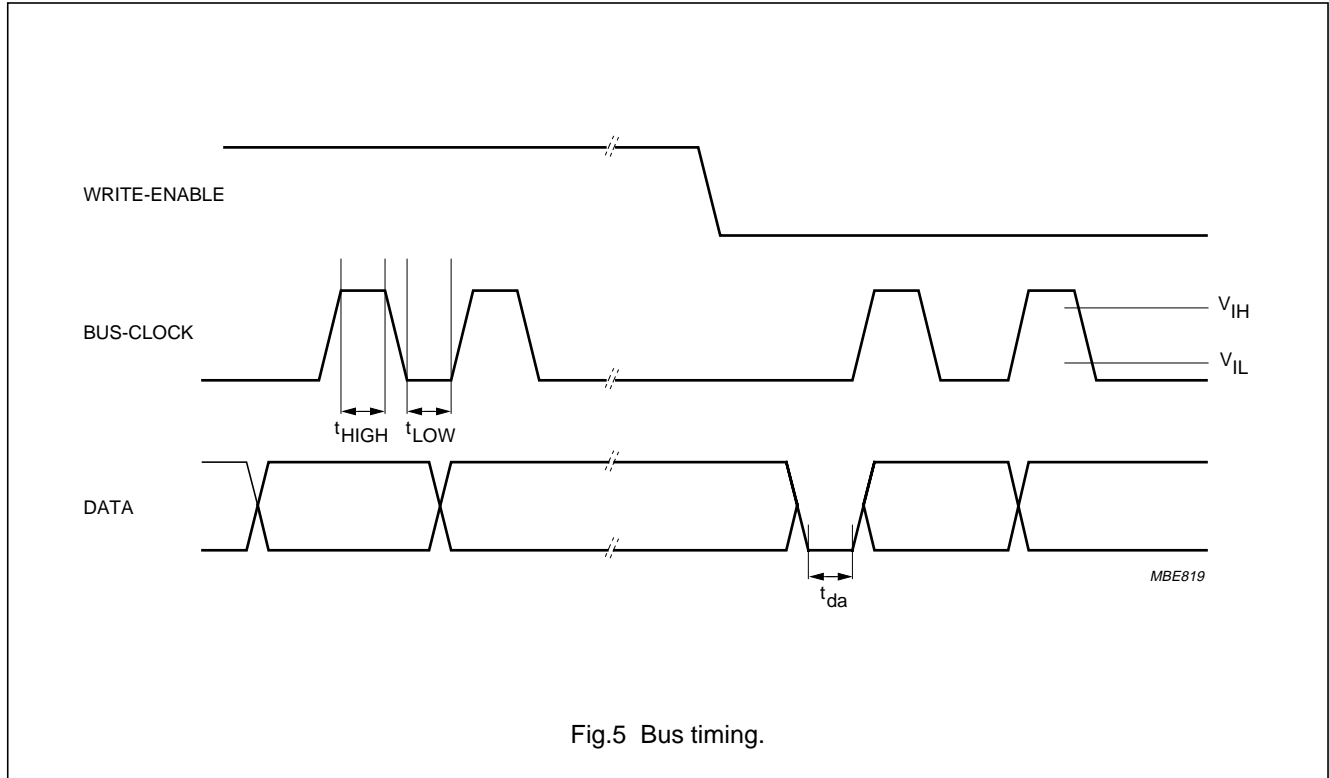 WRITE-ENABLE
BUS-CLOCK
VIH
VIL
tHIGH
tLOW
DATA
MBE819
tda
Fig.5 Bus timing.